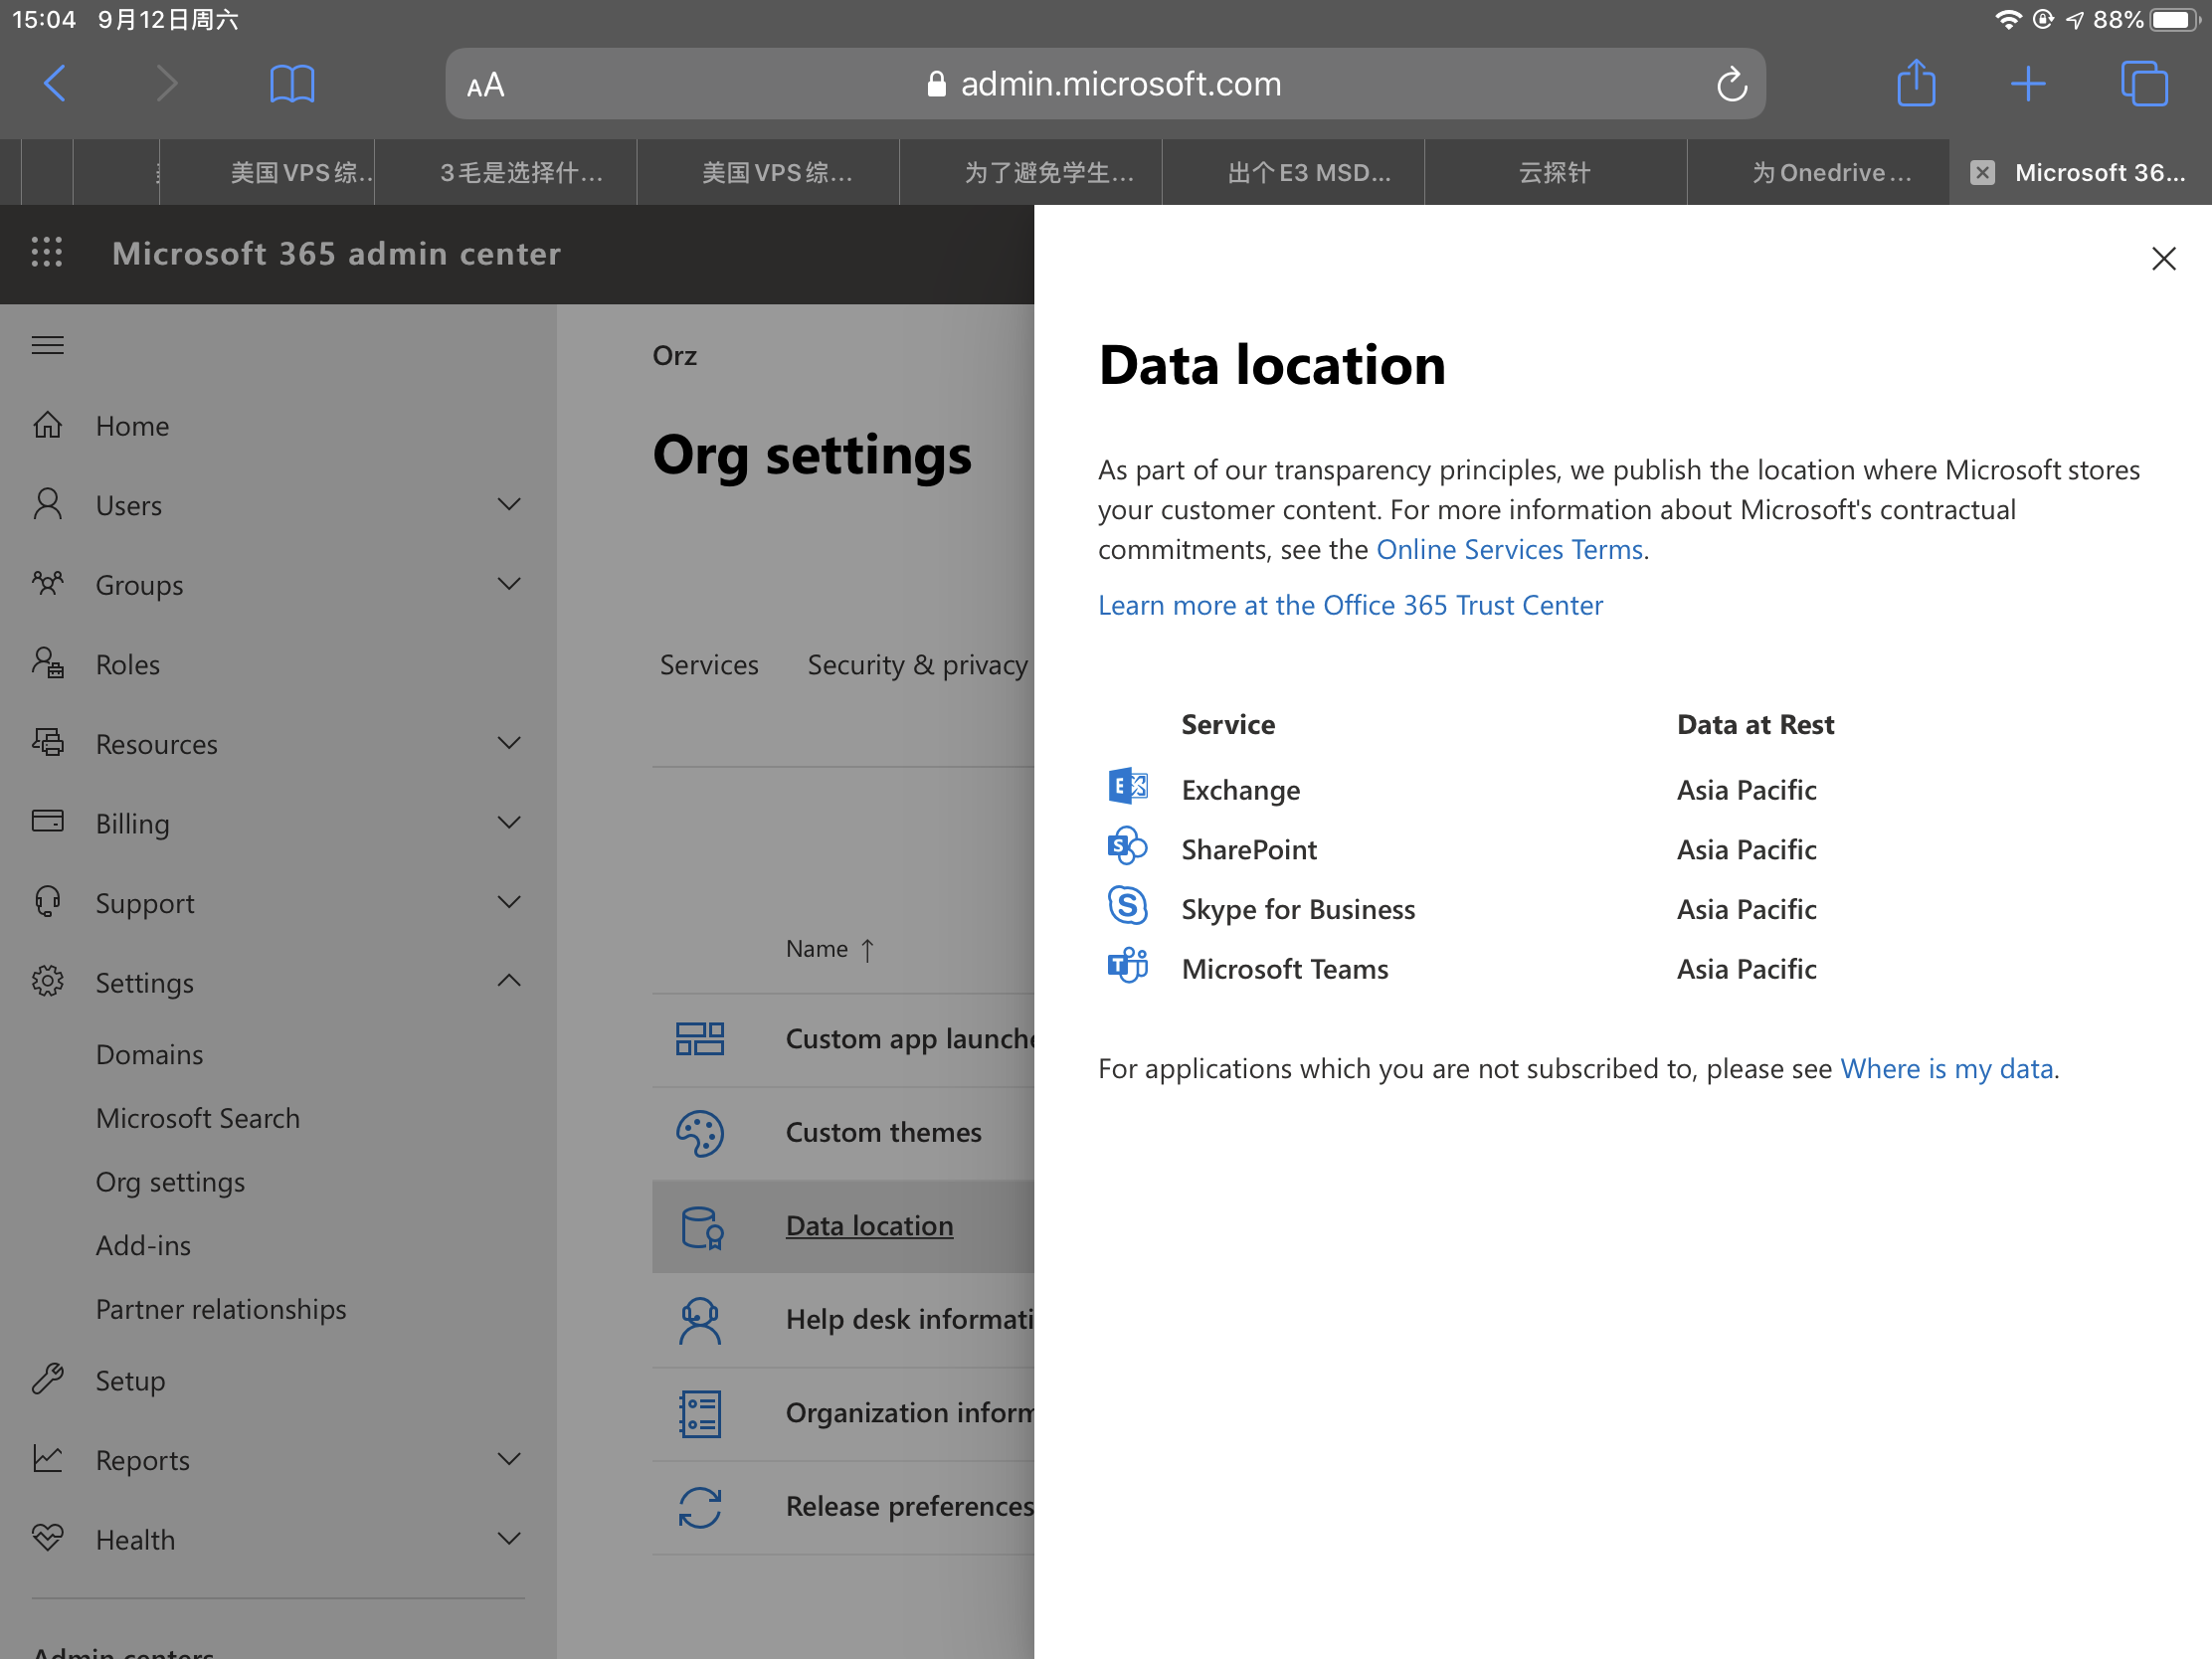 15:04 9月12日周六
88%
AA
admin.microsoft.com
美国VPS综..
3毛是选择什...
美国VPS综...
为了避免学生...
出个E3 MSD...
云探针
为Onedrive...
Microsoft 36...
Microsoft 365 admin center
Home
Users
Groups
Roles
Resources
Billing
Support
Settings
Domains
Microsoft Search
Org settings
Add-ins
Partner relationships
Setup
Reports
Health
Admin centers
Orz
Org settings
Services Security & privacy
Name ↑
Custom app launche
Custom themes
Data location
Help desk informati
Organization inform
Release preferences
Data location
As part of our transparency principles, we publish the location where Microsoft stores
your customer content. For more information about Microsoft's contractual
commitments, see the Online Services Terms.
Learn more at the Office 365 Trust Center
Service Data at Rest
Exchange Asia Pacific
SharePoint Asia Pacific
Skype for Business Asia Pacific
Microsoft Teams Asia Pacific
For applications which you are not subscribed to, please see Where is my data.